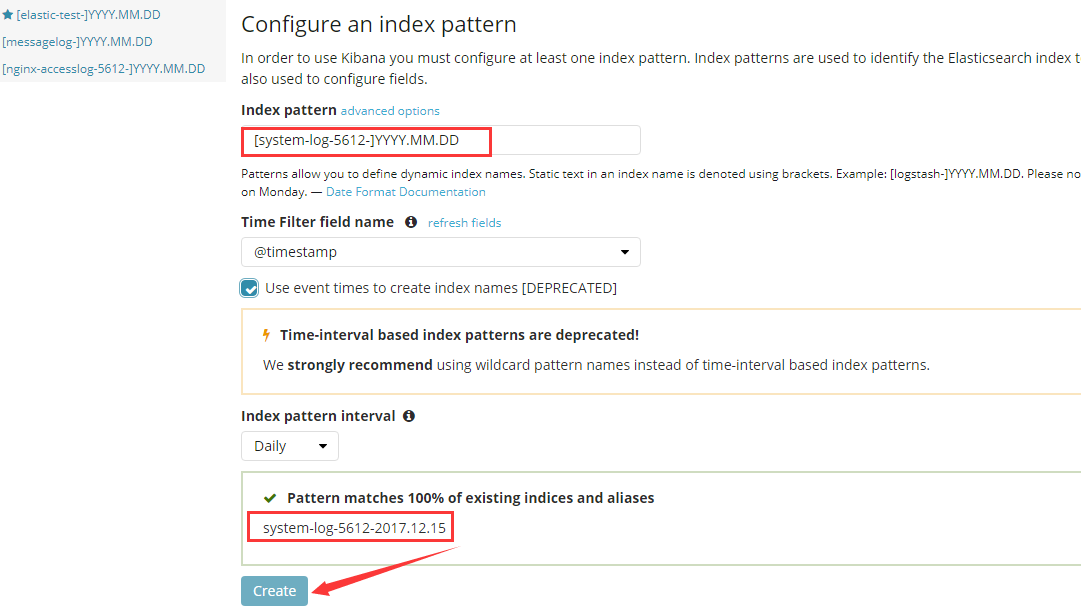 [elastic-test-]YYYY.MM.DD
[messagelog-]YYYY.MM.DD
[nginx-accesslog-5612-]YYYY.MM.DD
Configure an index pattern
In order to use Kibana you must configure at least one index pattern. Index patterns are used to identify the Elasticsearch index t
also used to configure fields.
Index pattern advanced options
[system-log-5612-]YYYY.MM.DD
Patterns allow you to define dynamic index names. Static text in an index name is denoted using brackets. Example: [logstash-]YYYY.MM.DD. Please no
on Monday. — Date Format Documentation
Time Filter field name refresh fields
@timestamp
Use event times to create index names [DEPRECATED]
Time-interval based index patterns are deprecated!
We strongly recommend using wildcard pattern names instead of time-interval based index patterns.
Index pattern interval
Daily
Pattern matches 100% of existing indices and aliases
system-log-5612-2017.12.15
Create